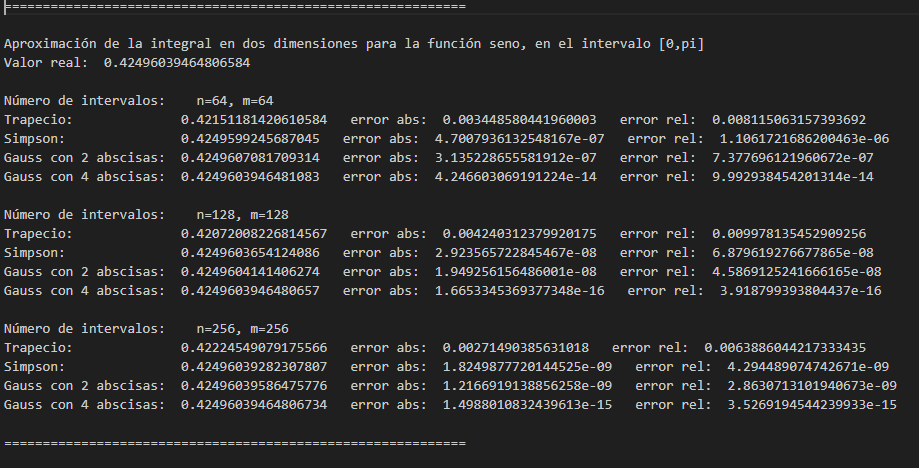 ============================================================
Aproximación de la integral en dos dimensiones para la función seno, en el intervalo [0,pi]
Valor real:  0.42496039464806584
Número de intervalos:    n=64, m=64
Trapecio:              0.42151181420610584   error abs:  0.003448580441960003   error rel:  0.008115063157393692
Simpson:               0.4249599245687045   error abs:  4.7007936132548167e-07   error rel:  1.1061721686200463e-06
Gauss con 2 abscisas:  0.4249607081709314   error abs:  3.135228655581912e-07   error rel:  7.377696121960672e-07
Gauss con 4 abscisas:  0.4249603946481083   error abs:  4.246603069191224e-14   error rel:  9.992938454201314e-14
Número de intervalos:    n=128, m=128
Trapecio:              0.42072008226814567   error abs:  0.004240312379920175   error rel:  0.009978135452909256
Simpson:               0.4249603654124086   error abs:  2.923565722845467e-08   error rel:  6.879619276677865e-08
Gauss con 2 abscisas:  0.4249604141406274   error abs:  1.949256156486001e-08   error rel:  4.5869125241666165e-08
Gauss con 4 abscisas:  0.4249603946480657   error abs:  1.6653345369377348e-16   error rel:  3.918799393804437e-16
Número de intervalos:    n=256, m=256
Trapecio:              0.42224549079175566   error abs:  0.00271490385631018   error rel:  0.0063886044217333435
Simpson:               0.42496039282307807   error abs:  1.8249877720144525e-09   error rel:  4.294489074742671e-09
Gauss con 2 abscisas:  0.42496039586475776   error abs:  1.2166919138856258e-09   error rel:  2.8630713101940673e-09
Gauss con 4 abscisas:  0.42496039464806734   error abs:  1.4988010832439613e-15   error rel:  3.5269194544239933e-15
============================================================